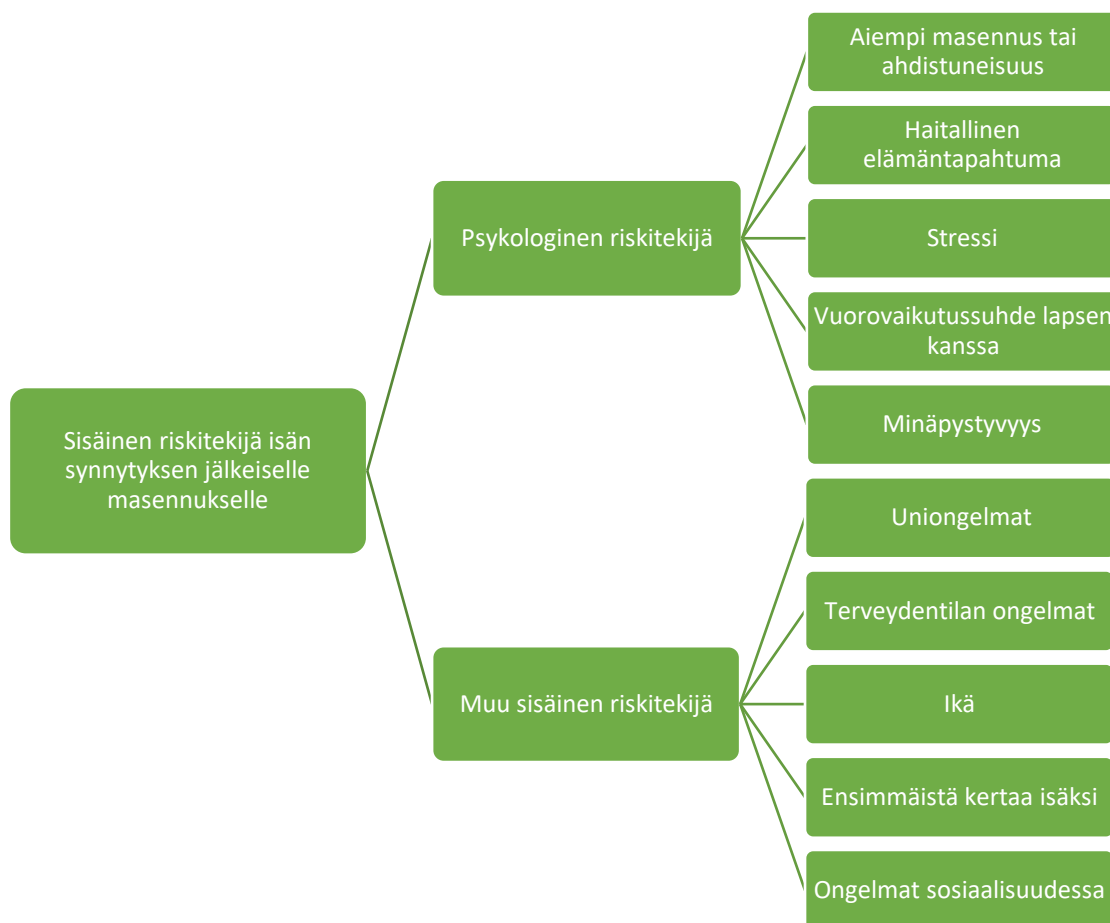 Sisäinen riskitekijä isän
synnytyksen jälkeiselle
masennukselle
Psykologinen riskitekijä
Aiempi masennus tai
ahdistuneisuus
Haitallinen
elämäntapahtuma
Stressi
Vuorovaikutussuhde lapsen
kanssa
Minäpystyvyys
Muu sisäinen riskitekijä
Uniongelmat
Terveydentilan ongelmat
Ikä
Ensimmäistä kertaa isäksi
Ongelmat sosiaalisuudessa